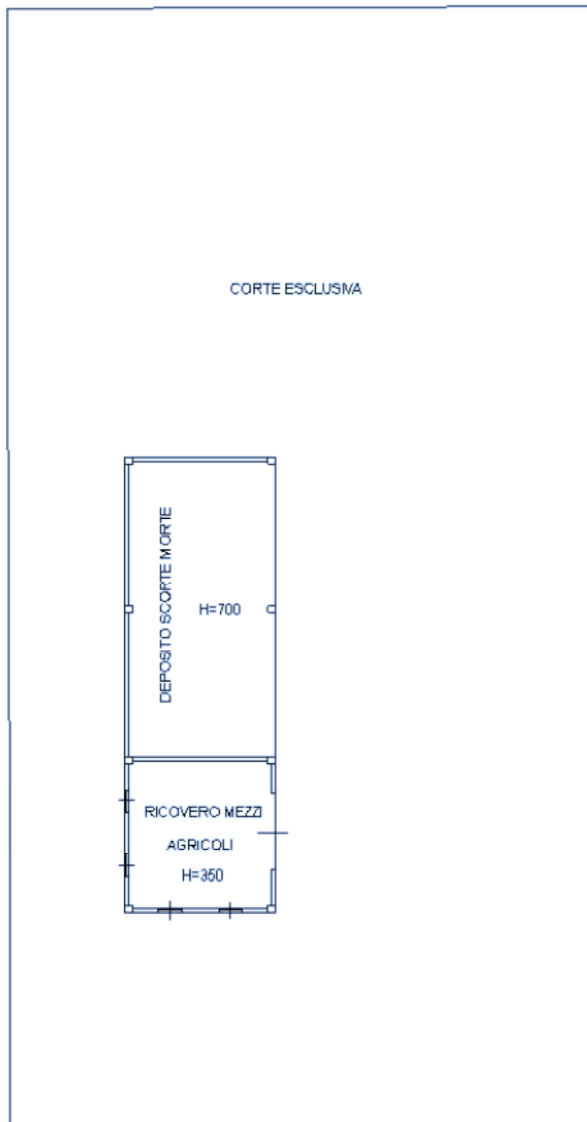 CORTE ESCLUSIVA
DEPOSITO SCORTE MORTE
H=700
RICOVERO MEZZI
AGRICOLI
H=350